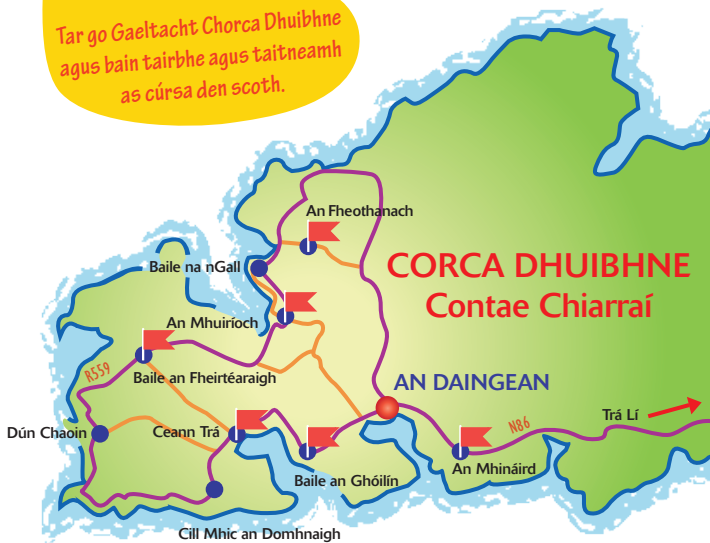 Tar go Gaeltacht Chorca Dhuibhne
agus bain tairbhe agus taitneamh
as cúrsa den scoth.
An Fheothanach
Baile na nGall
CORCA DHUIBHNE
Contae Chiarraí
An Mhuiríoch
R559
Baile an Fheirtéaraigh
AN DAINGEAN
Trá Lí
N86
Dún Chaoin
Ceann Trá
An Mhináird
Baile an Ghóilín
Cill Mhic an Domhnaigh